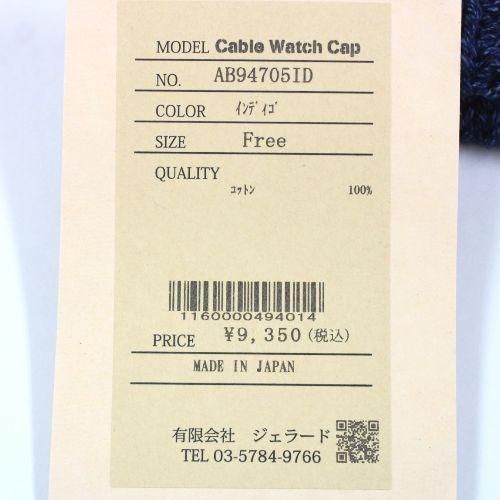 MODEL Cable Watch Cap
NO. AB94705ID
COLOR ｲﾝﾃﾞｨｺﾞ
SIZE Free
QUALITY
ｺｯﾄﾝ 100%
1160000494014
PRICE ¥9,350(税込)
MADE IN JAPAN
有限会社 ジェラード
TEL 03-5784-9766